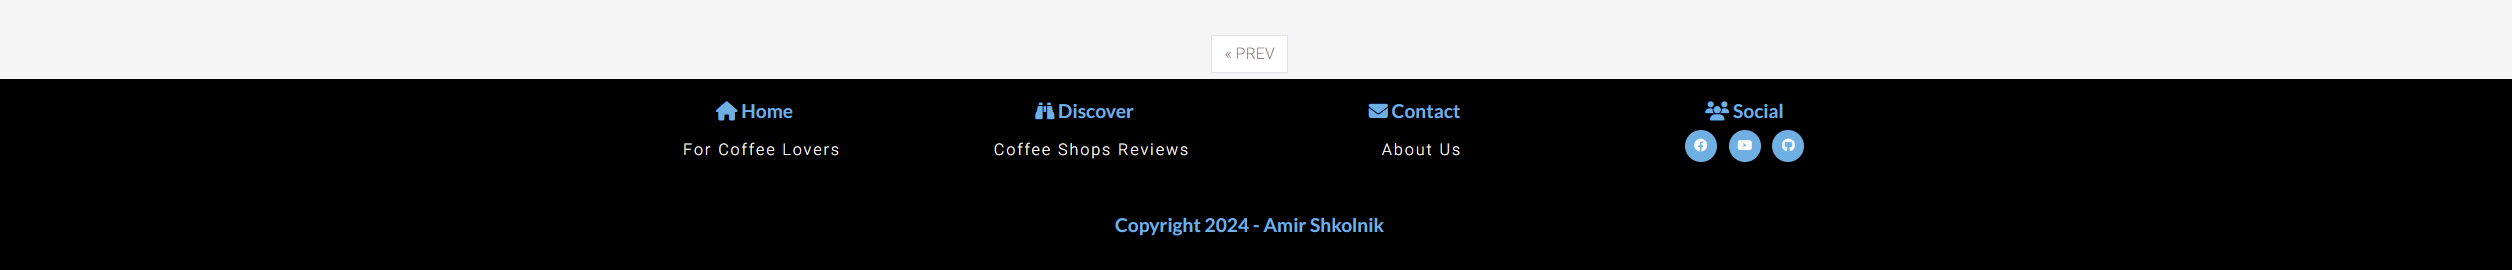 « PREV
Home Discover Contact Social
For Coffee Lovers Coffee Shops Reviews About Us
Copyright 2024 - Amir Shkolnik